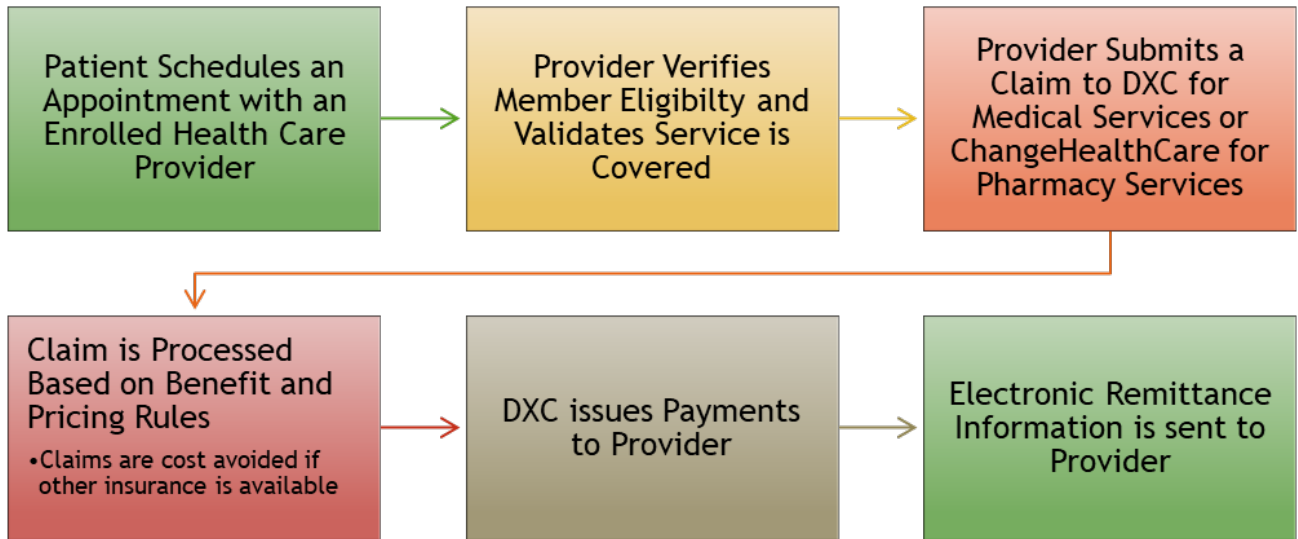 Patient Schedules an
Appointment with an
Enrolled Health Care
Provider
Provider Verifies
Member Eligibilty and
Validates Service is
Covered
Provider Submits a
Claim to DXC for
Medical Services or
ChangeHealthCare for
Pharmacy Services
Claim is Processed
Based on Benefit and
Pricing Rules
•Claims are cost avoided if
other insurance is available
DXC issues Payments
to Provider
Electronic Remittance
Information is sent to
Provider